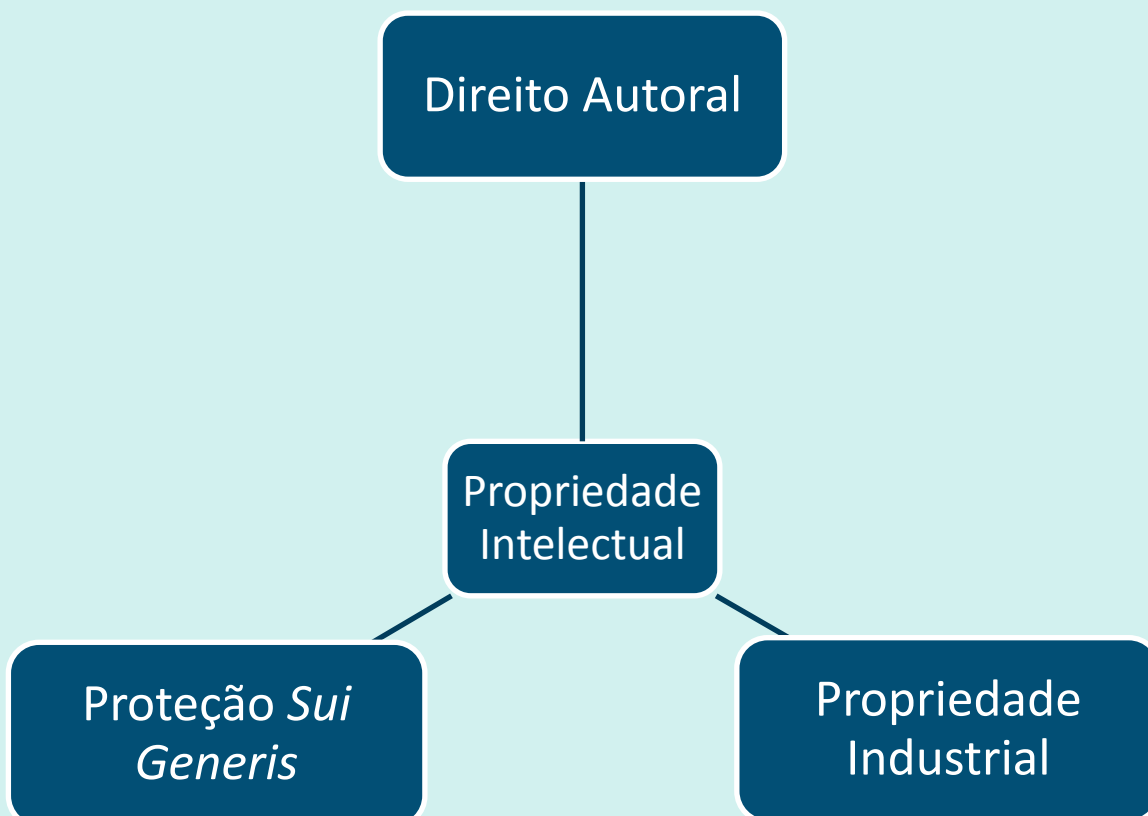 Direito Autoral
Propriedade
Intelectual
Proteção Sui
Generis
Propriedade
Industrial